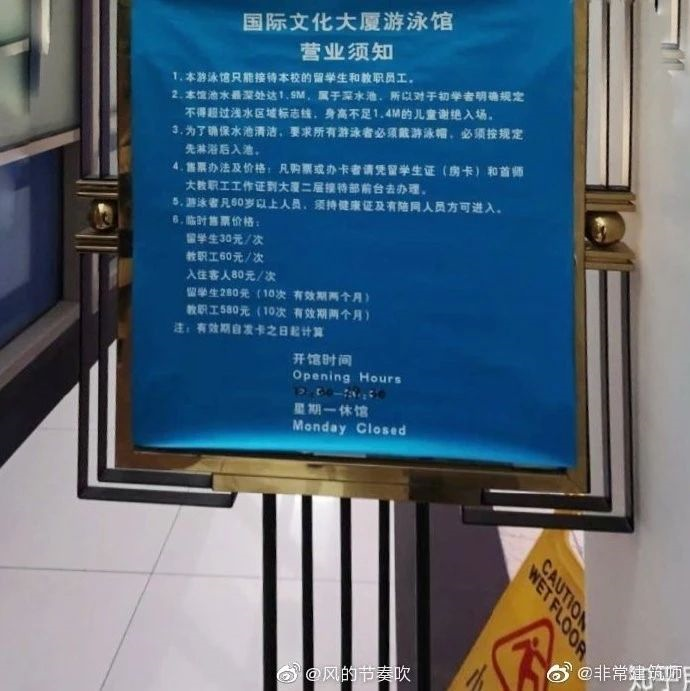 国际文化大厦游泳馆
营业须知
1.本游泳馆只能接待本校的留学生和教职员工。
2.本馆池水最深处达1.9M，属于深水池，所以对于初学者明确规定
不得超过浅水区域标志线，身高不足1.4M的儿童谢绝入场。
3.为了确保水池清洁，要求所有游泳者必须戴游泳帽，必须按规定
先淋浴后入池。
4.售票办法及价格：凡购票或办卡者请凭留学生证（房卡）和首师
大教职工工作证到大厦二层接待部前台去办理。
5.游泳者凡60岁以上人员，须持健康证及有陪同人员方可进入。
6.临时售票价格：
留学生30元/次
教职工60元/次
入住客人80元/次
留学生280元（10次 有效期两个月）
教职工580元（10次 有效期两个月）
注：有效期自发卡之日起计算
开馆时间
Opening Hours
星期一休馆
Monday Closed
CAUTION
WET FLOOR
小
@风的节奏吹
@非常建筑师
知乎